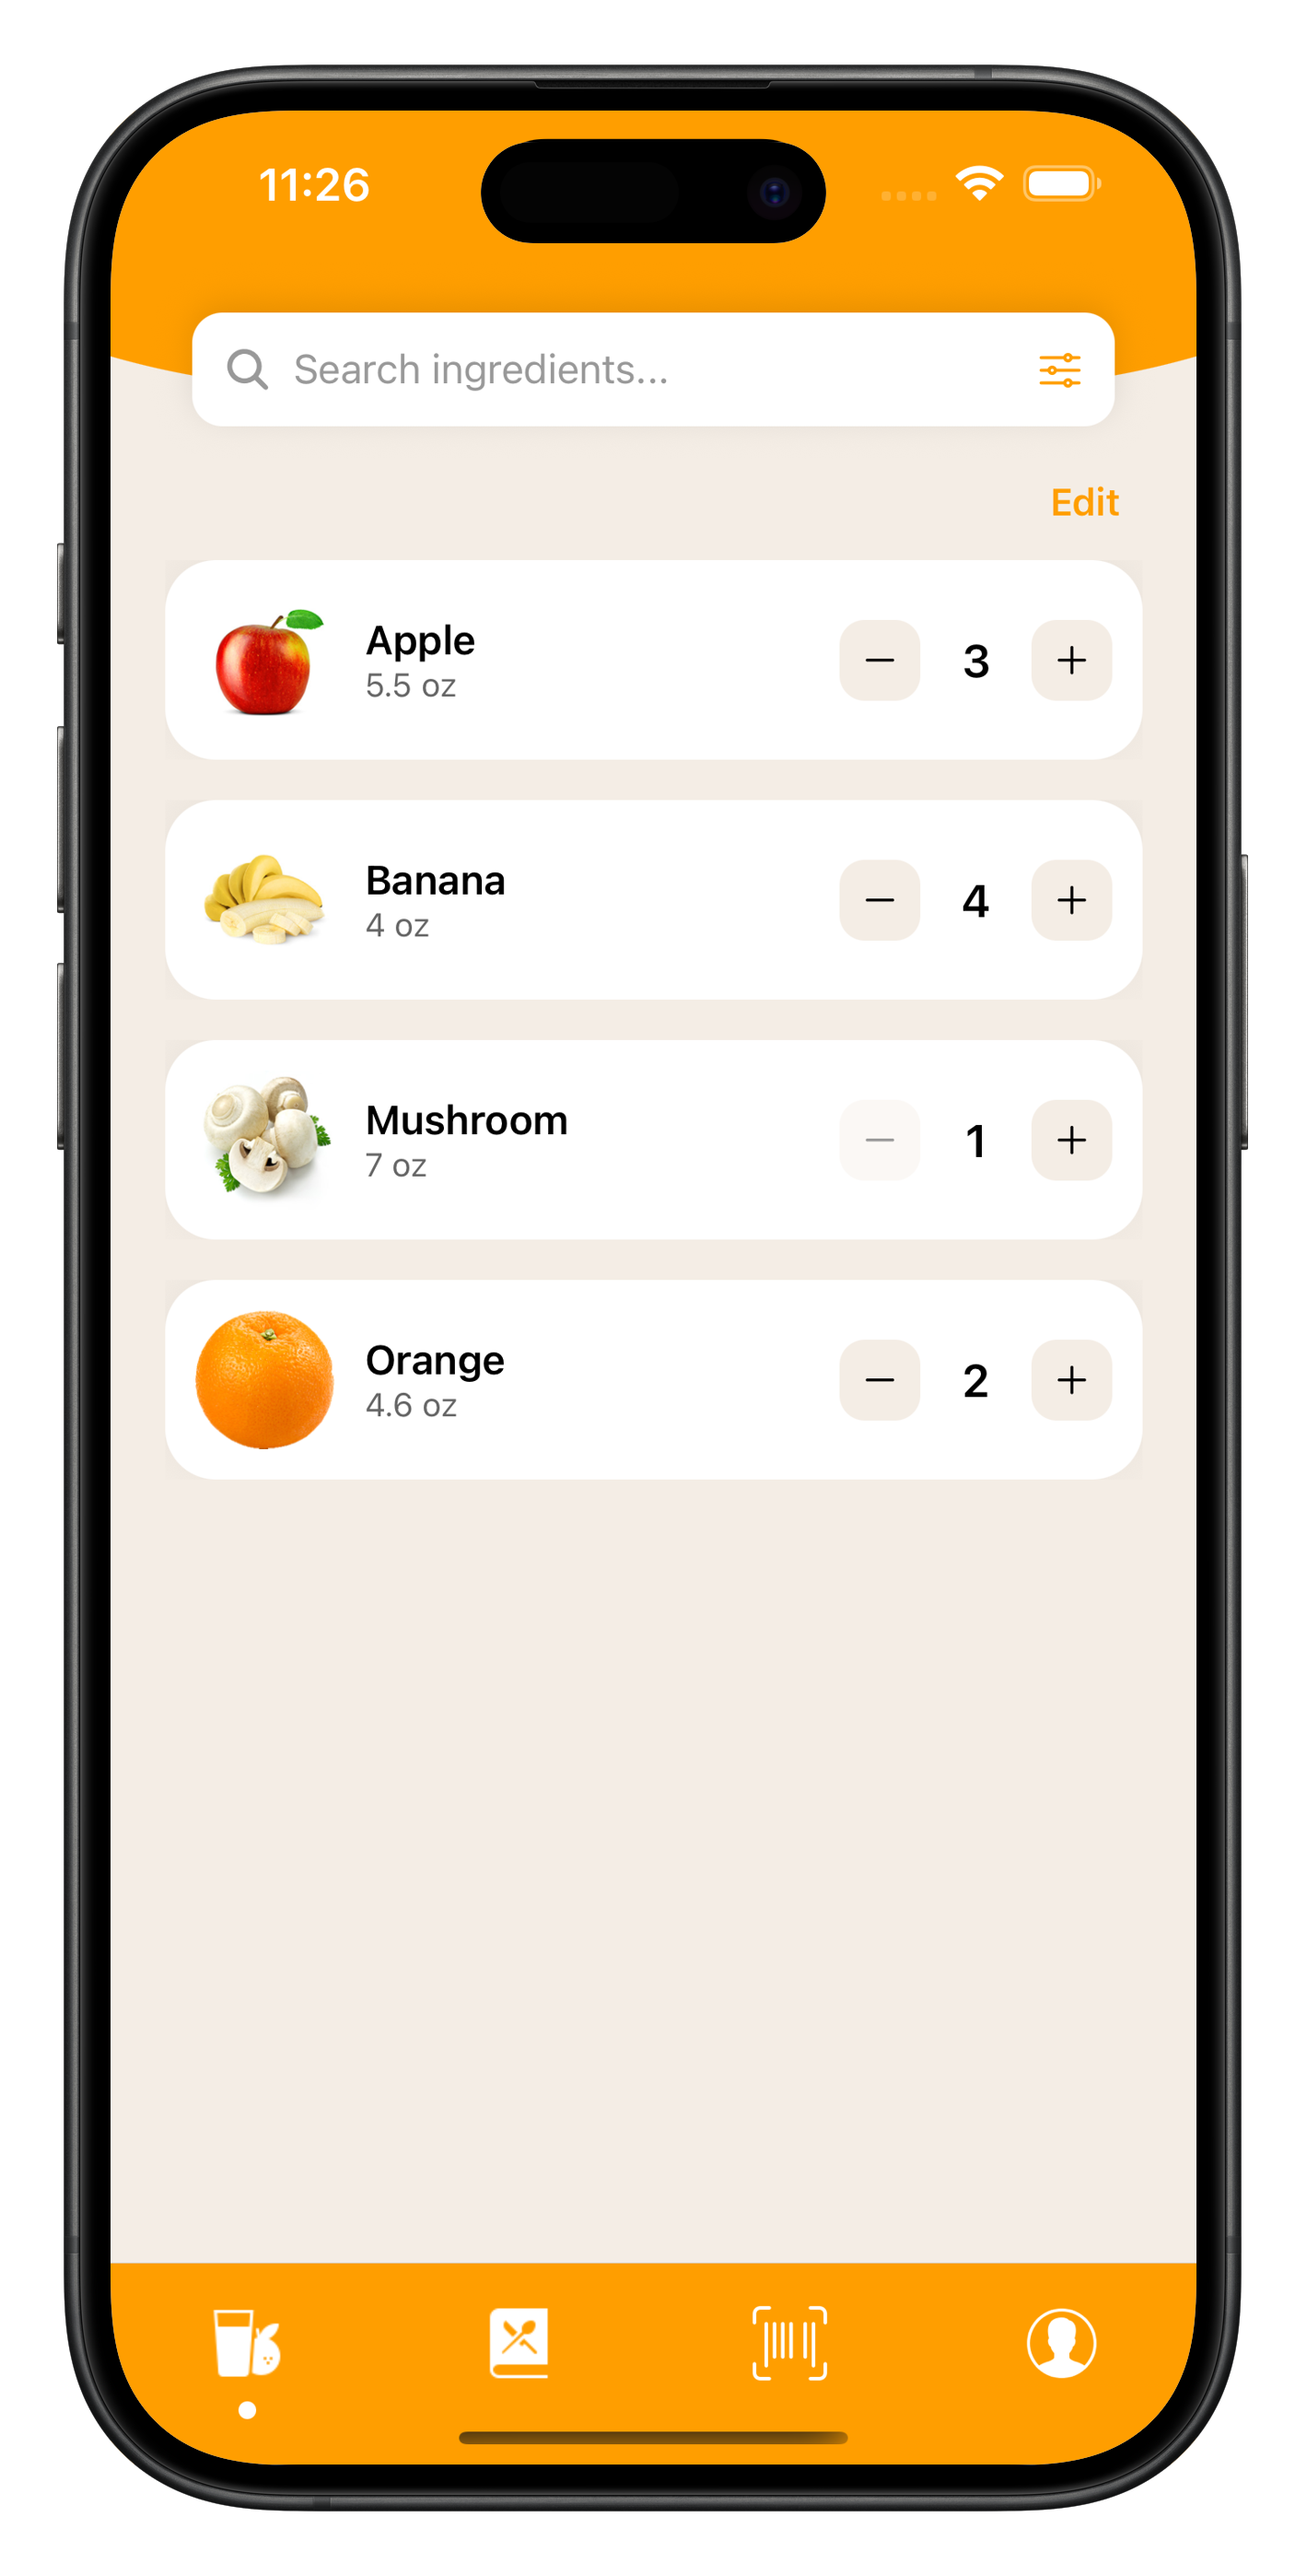 11:26
Search ingredients...
Edit
Apple
5.5 oz
3
Banana
4 oz
4
Mushroom
7 oz
1
Orange
4.6 oz
2